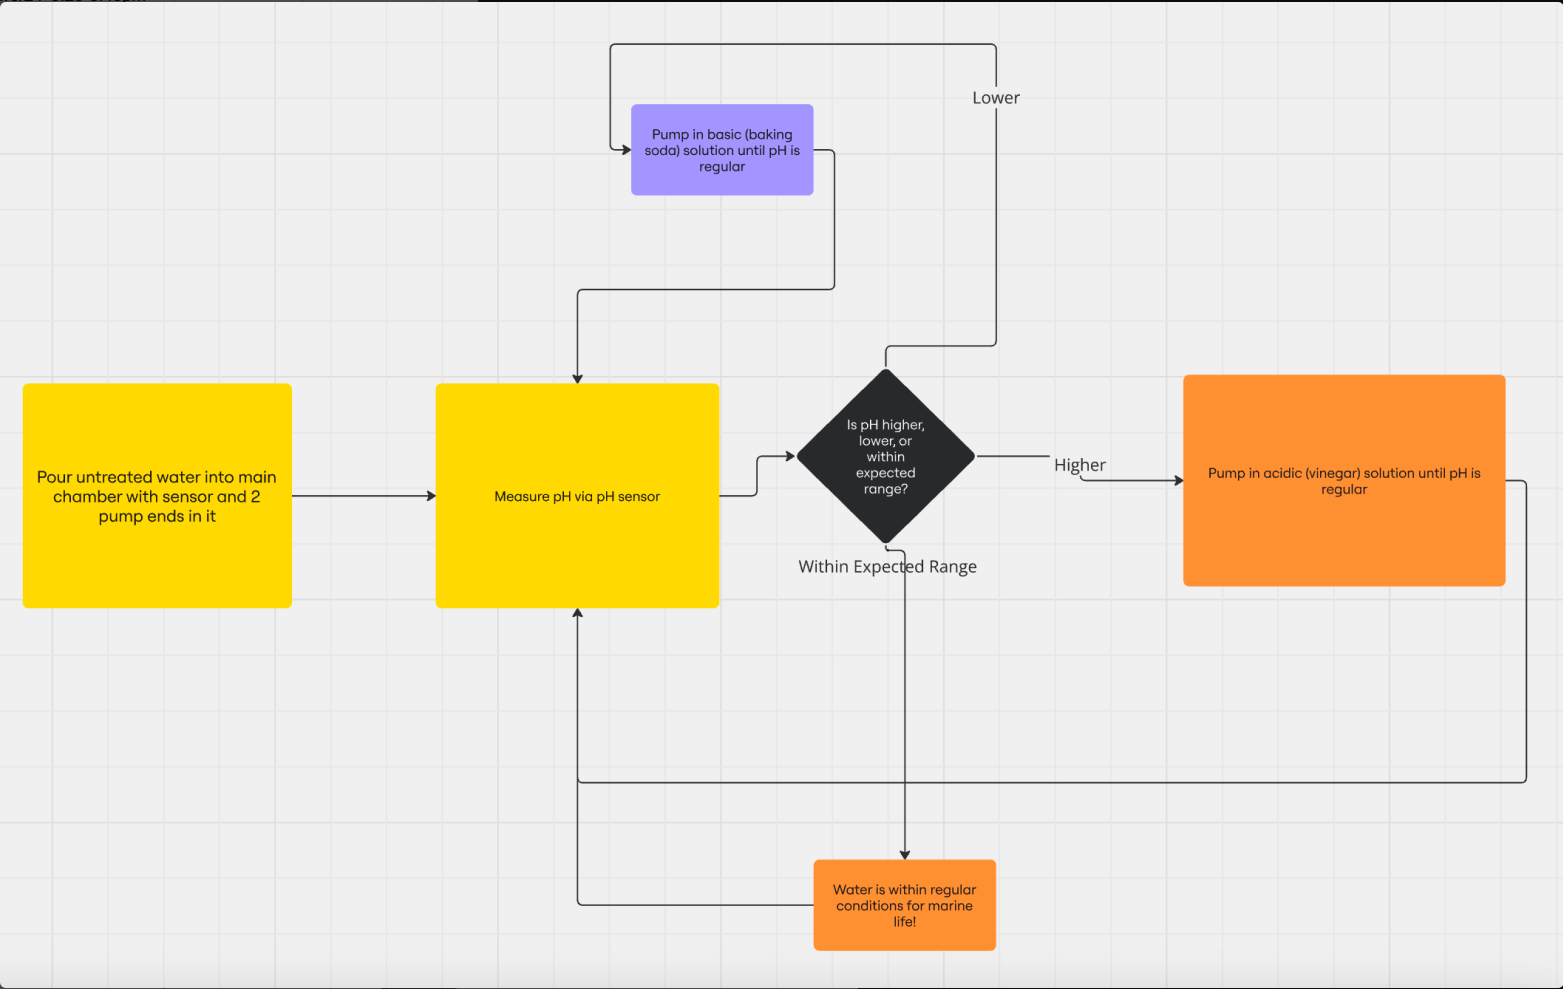 Lower
Pump in basic (baking
soda) solution until pH is
regular
Pour untreated water into main
chamber with sensor and 2
pump ends in it
Measure pH via pH sensor
Is pH higher,
lower, or
within
expected
range?
Higher
Pump in acidic (vinegar) solution until pH is
regular
Within Expected Range
Water is within regular
conditions for marine
life!